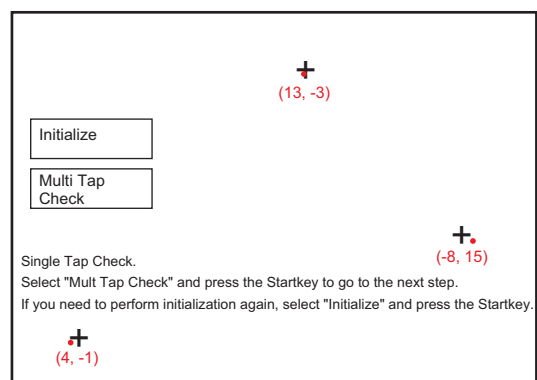 (13, -3)
Initialize
Multi Tap
Check
(-8, 15)
Single Tap Check.
Select "Mult Tap Check" and press the Startkey to go to the next step.
If you need to perform initialization again, select "Initialize" and press the Startkey.
(4, -1)